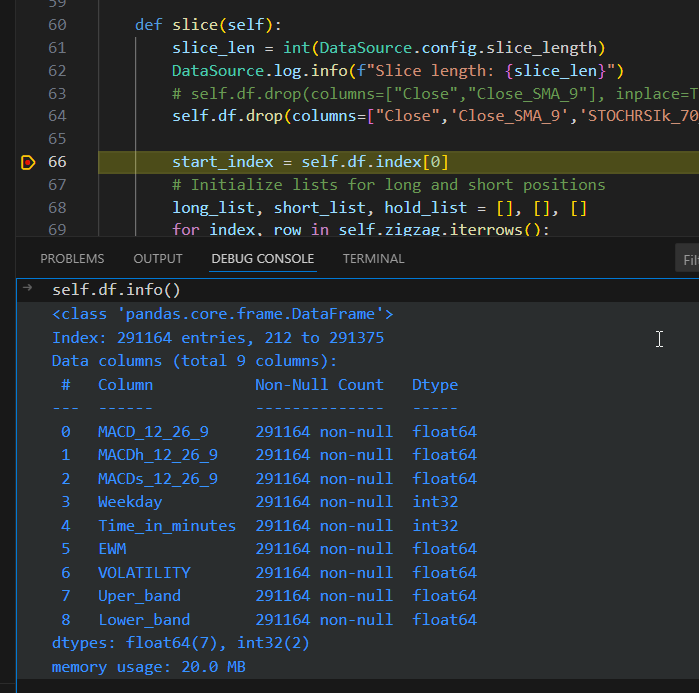 59
60 def slice(self):
61 slice_len = int(DataSource.config.slice_length)
62 DataSource.log.info(f"Slice length: {slice_len}")
63 # self.df.drop(columns=["Close","Close_SMA_9"], inplace=T
64 self.df.drop(columns=["Close",'Close_SMA_9','STOCHRSIk_70
65
66 start_index = self.df.index[0]
67 # Initialize lists for long and short positions
68 long_list, short_list, hold_list = [], [], []
69 for index, row in self.zigzag.iterrows():
PROBLEMS OUTPUT DEBUG CONSOLE TERMINAL Filt
self.df.info()
<class 'pandas.core.frame.DataFrame'>
Index: 291164 entries, 212 to 291375
Data columns (total 9 columns):
# Column Non-Null Count Dtype
--- ------ -------------- -----
0 MACD_12_26_9 291164 non-null float64
1 MACDh_12_26_9 291164 non-null float64
2 MACDs_12_26_9 291164 non-null float64
3 Weekday 291164 non-null int32
4 Time_in_minutes 291164 non-null int32
5 EWM 291164 non-null float64
6 VOLATILITY 291164 non-null float64
7 Uper_band 291164 non-null float64
8 Lower_band 291164 non-null float64
dtypes: float64(7), int32(2)
memory usage: 20.0 MB